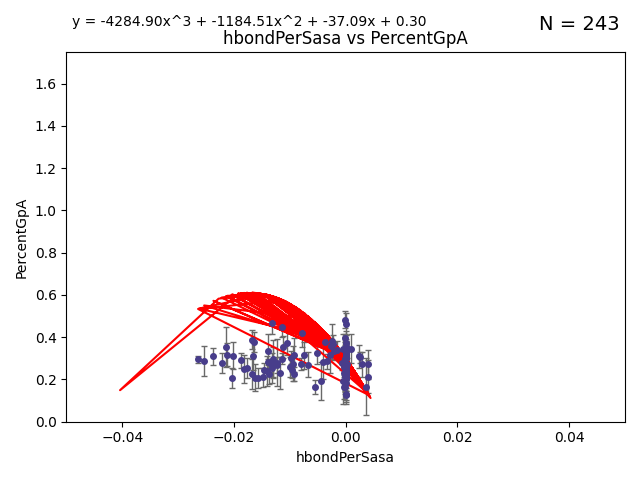 y = -4284.90x^3 + -1184.51x^2 + -37.09x + 0.30
N = 243
hbondPerSasa vs PercentGpA
1.6
1.4
1.2
1.0
0.8
0.6
0.4
0.2
0.0
PercentGpA
−0.04
−0.02
0.00
0.02
0.04
hbondPerSasa